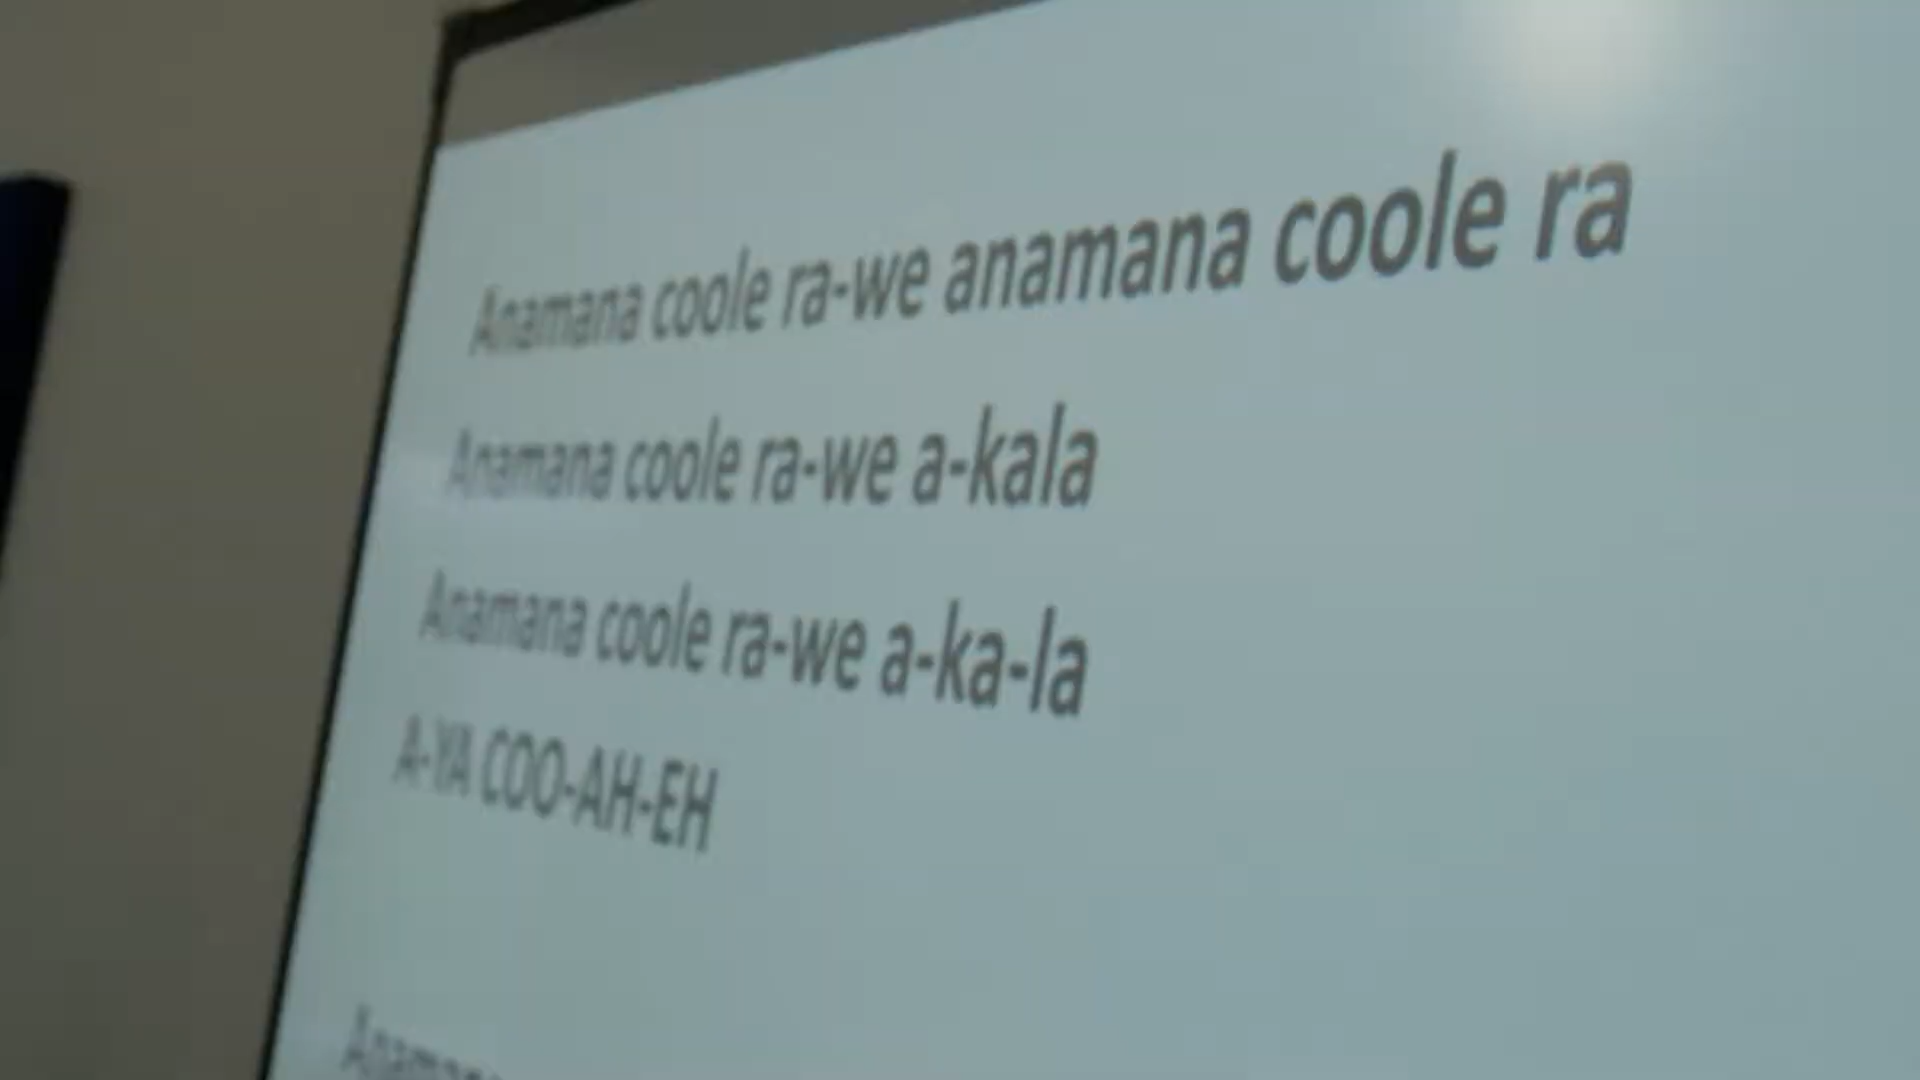 Anamana coole ra-we anamana coole ra
Anamana coole ra-we a-kala
Anamana coole ra-we a-ka-la
A-YA COO-AH-EH